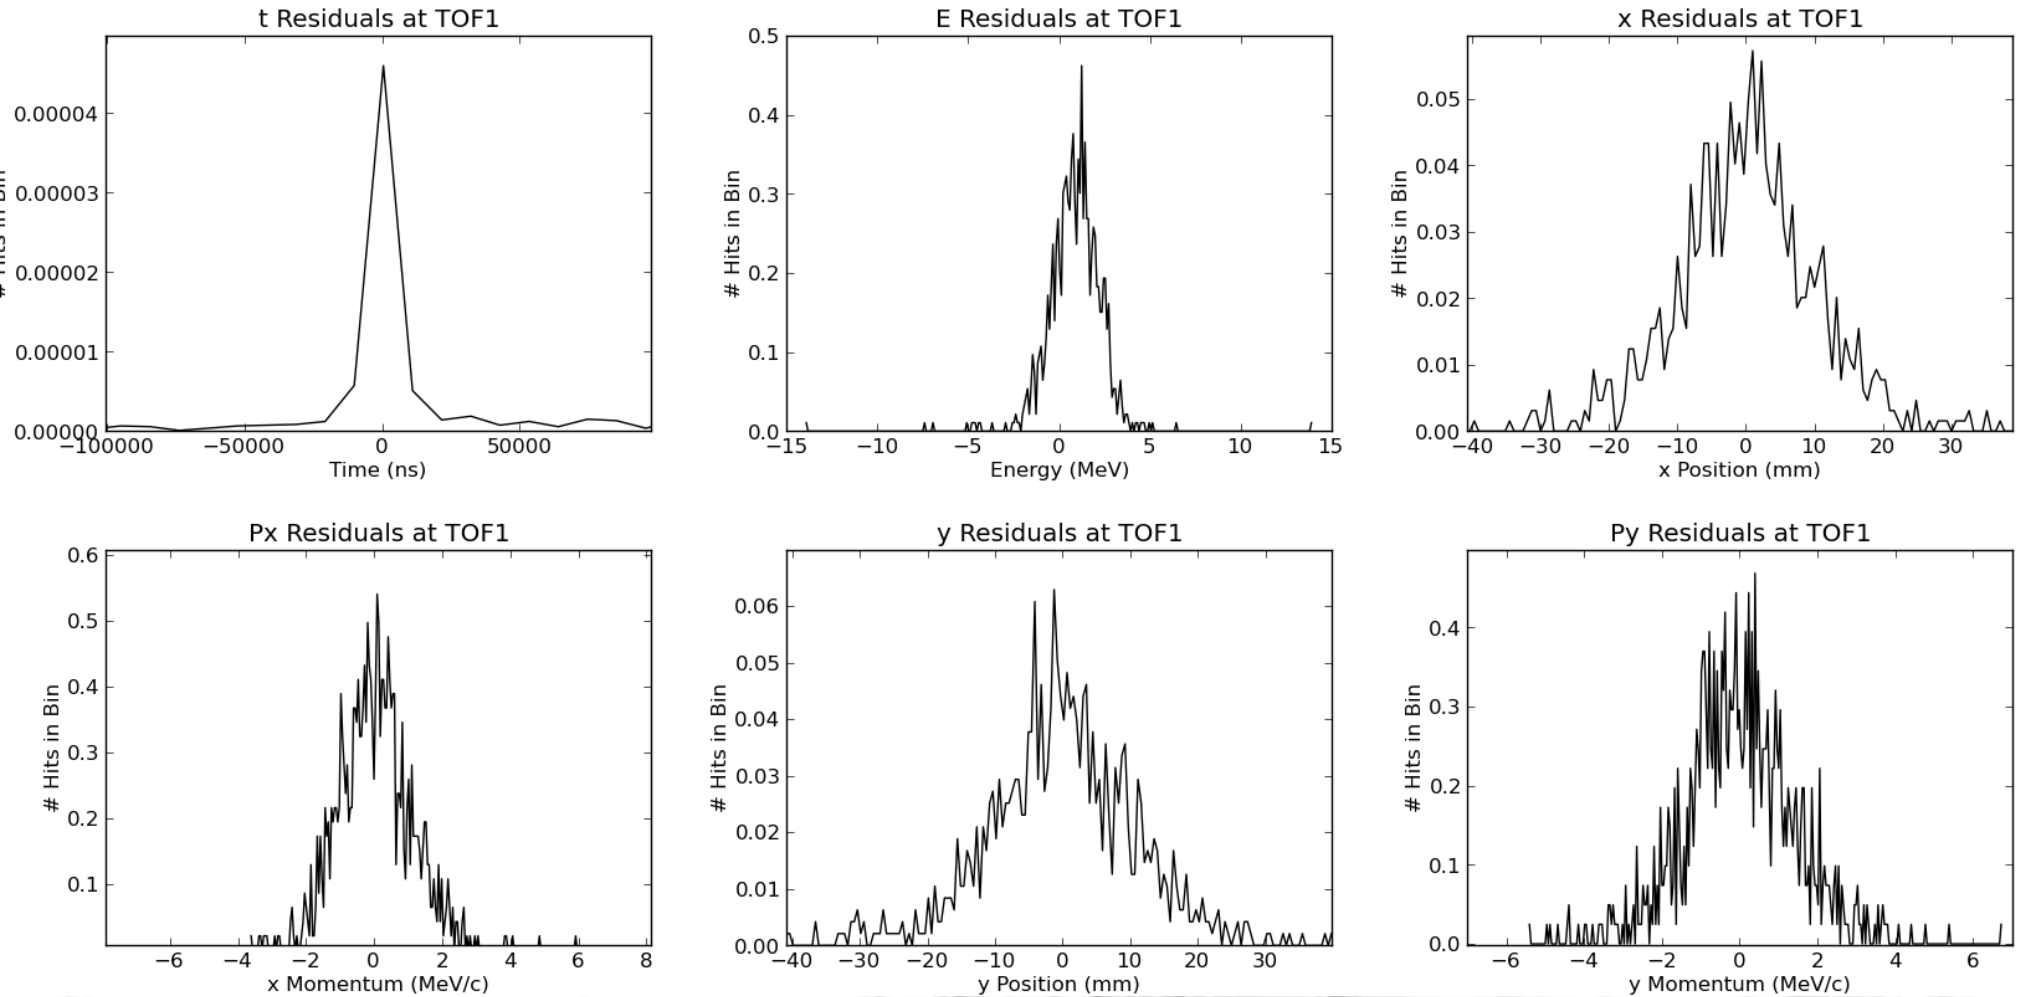 t Residuals at TOF1
0.00004
0.00003
0.00002
0.00001
0.00000
# Hits in Bin
−100000 −50000 0 50000
Time (ns)
E Residuals at TOF1
0.5
0.4
0.3
0.2
0.1
0.0
# Hits in Bin
−15 −10 −5 0 5 10 15
Energy (MeV)
x Residuals at TOF1
0.05
0.04
0.03
0.02
0.01
0.00
# Hits in Bin
−40 −30 −20 −10 0 10 20 30
x Position (mm)
Px Residuals at TOF1
0.6
0.5
0.4
0.3
0.2
0.1
# Hits in Bin
−6 −4 −2 0 2 4 6 8
x Momentum (MeV/c)
y Residuals at TOF1
0.06
0.05
0.04
0.03
0.02
0.01
0.00
# Hits in Bin
−40 −30 −20 −10 0 10 20 30
y Position (mm)
Py Residuals at TOF1
0.4
0.3
0.2
0.1
0.0
# Hits in Bin
−6 −4 −2 0 2 4 6
y Momentum (MeV/c)